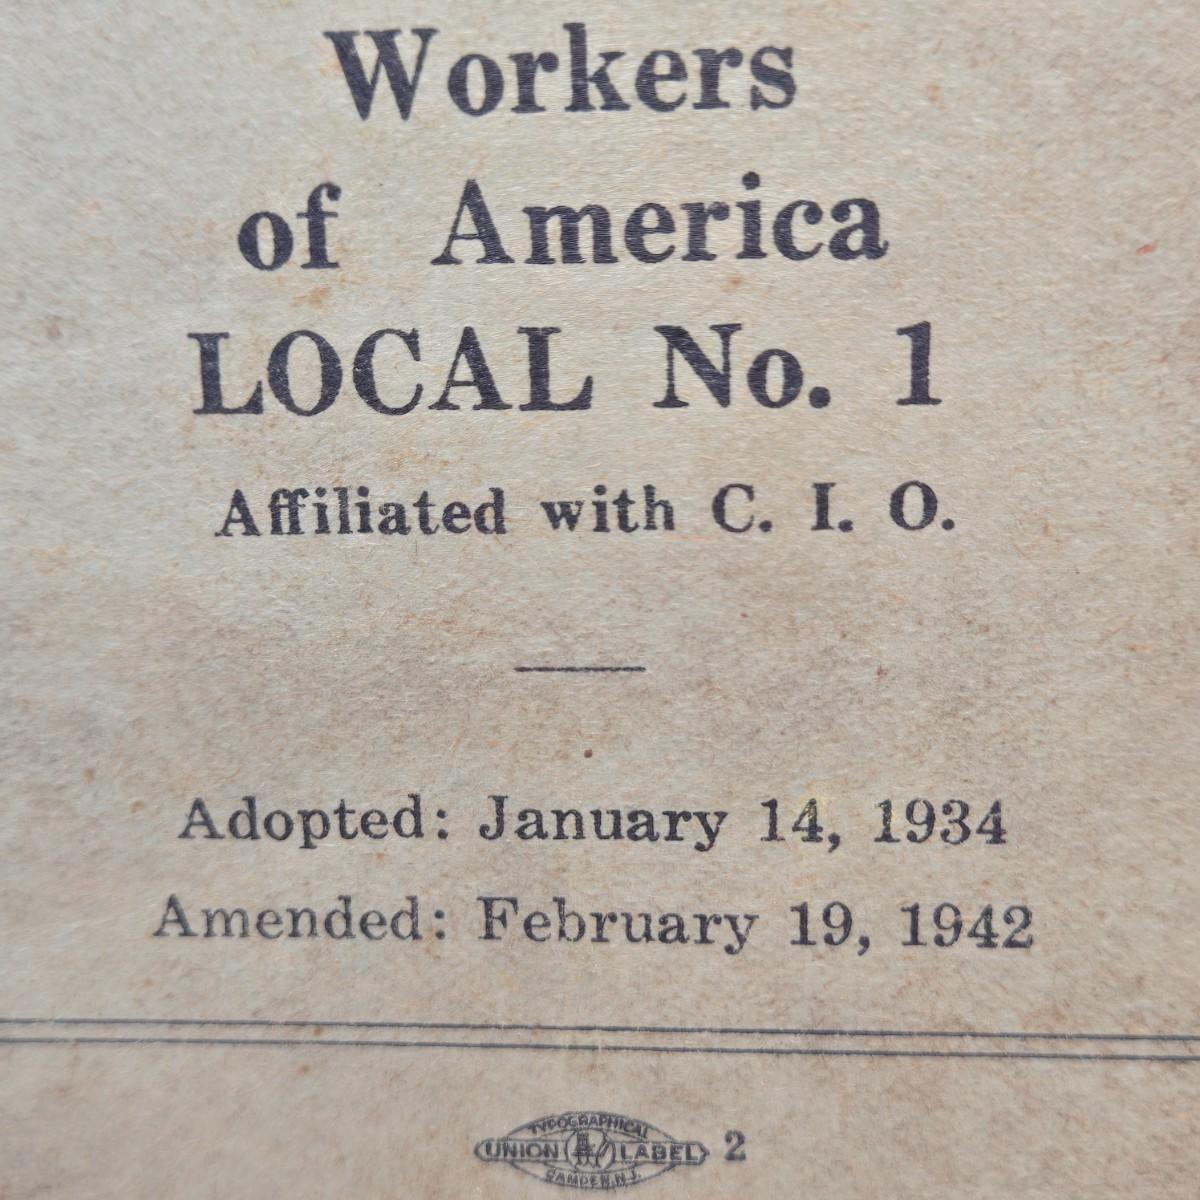 Workers
of America
LOCAL No. 1
Affiliated with C. I. O.
Adopted: January 14, 1934
Amended: February 19, 1942
TYPOGRAPHICAL
UNION LABEL 2
CAMDEN, N.J.